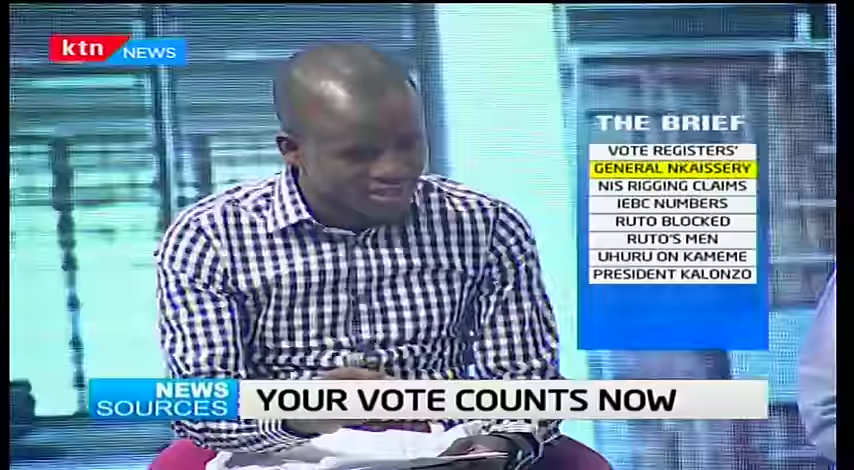 ktn NEWS
THE BRIEF
VOTE REGISTERS'
GENERAL NKAISSERY
NIS RIGGING CLAIMS
IEBC NUMBERS
RUTO BLOCKED
RUTO'S MEN
UHURU ON KAMEME
PRESIDENT KALONZO
NEWS
SOURCES
YOUR VOTE COUNTS NOW